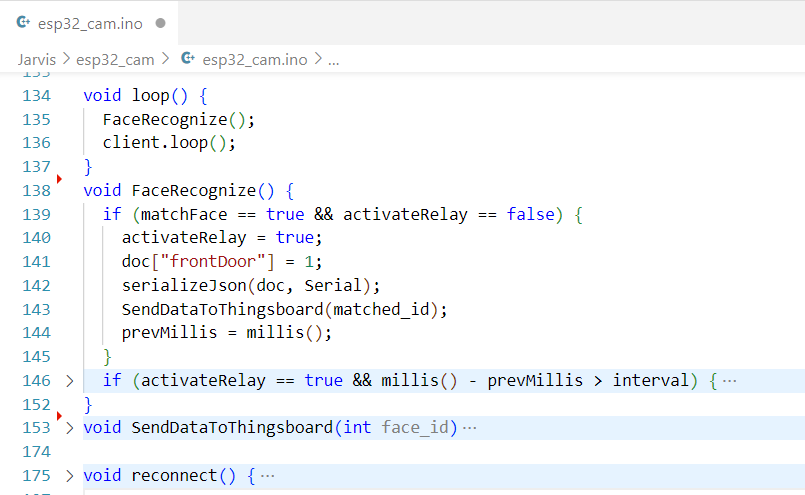 esp32_cam.ino
Jarvis > esp32_cam > esp32_cam.ino > ...
134 void loop() {
135 FaceRecognize();
136 client.loop();
137 }
138 void FaceRecognize() {
139 if (matchFace == true && activateRelay == false) {
140 activateRelay = true;
141 doc["frontDoor"] = 1;
142 serializeJson(doc, Serial);
143 SendDataToThingsboard(matched_id);
144 prevMillis = millis();
145 }
146 > if (activateRelay == true && millis() - prevMillis > interval) { ...
152 }
153 > void SendDataToThingsboard(int face_id) ...
174
175 > void reconnect() { ...